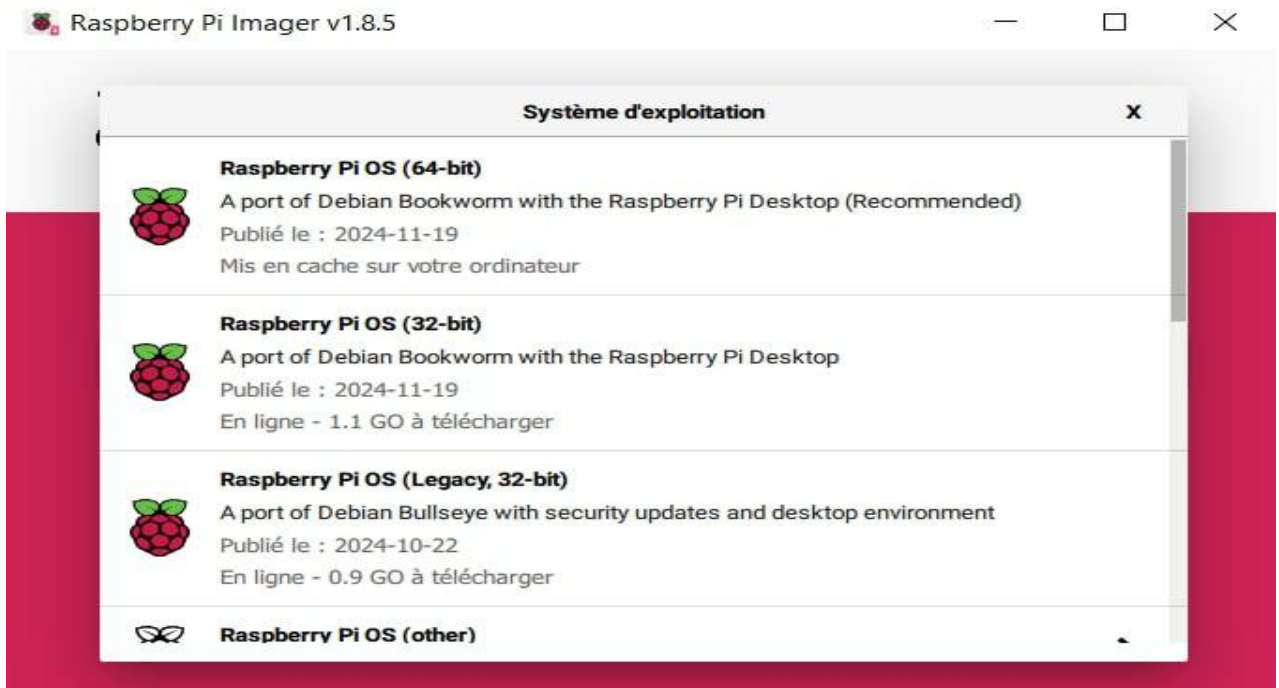 Raspberry Pi Imager v1.8.5
Système d'exploitation X
Raspberry Pi OS (64-bit)
A port of Debian Bookworm with the Raspberry Pi Desktop (Recommended)
Publié le : 2024-11-19
Mis en cache sur votre ordinateur
Raspberry Pi OS (32-bit)
A port of Debian Bookworm with the Raspberry Pi Desktop
Publié le : 2024-11-19
En ligne - 1.1 GO à télécharger
Raspberry Pi OS (Legacy, 32-bit)
A port of Debian Bullseye with security updates and desktop environment
Publié le : 2024-10-22
En ligne - 0.9 GO à télécharger
Raspberry Pi OS (other)